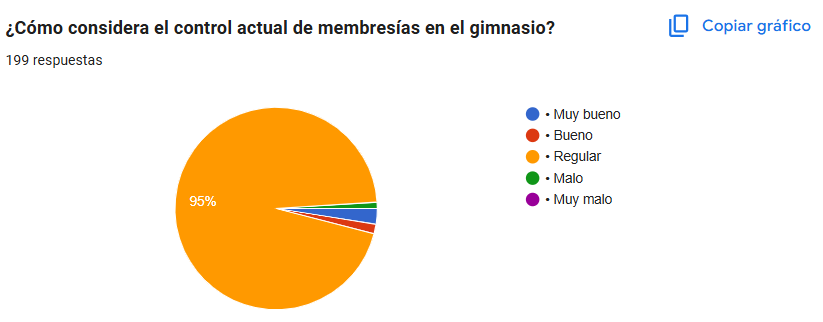 ¿Cómo considera el control actual de membresías en el gimnasio?
Copiar gráfico
199 respuestas
• Muy bueno
• Bueno
• Regular
• Malo
• Muy malo
95%